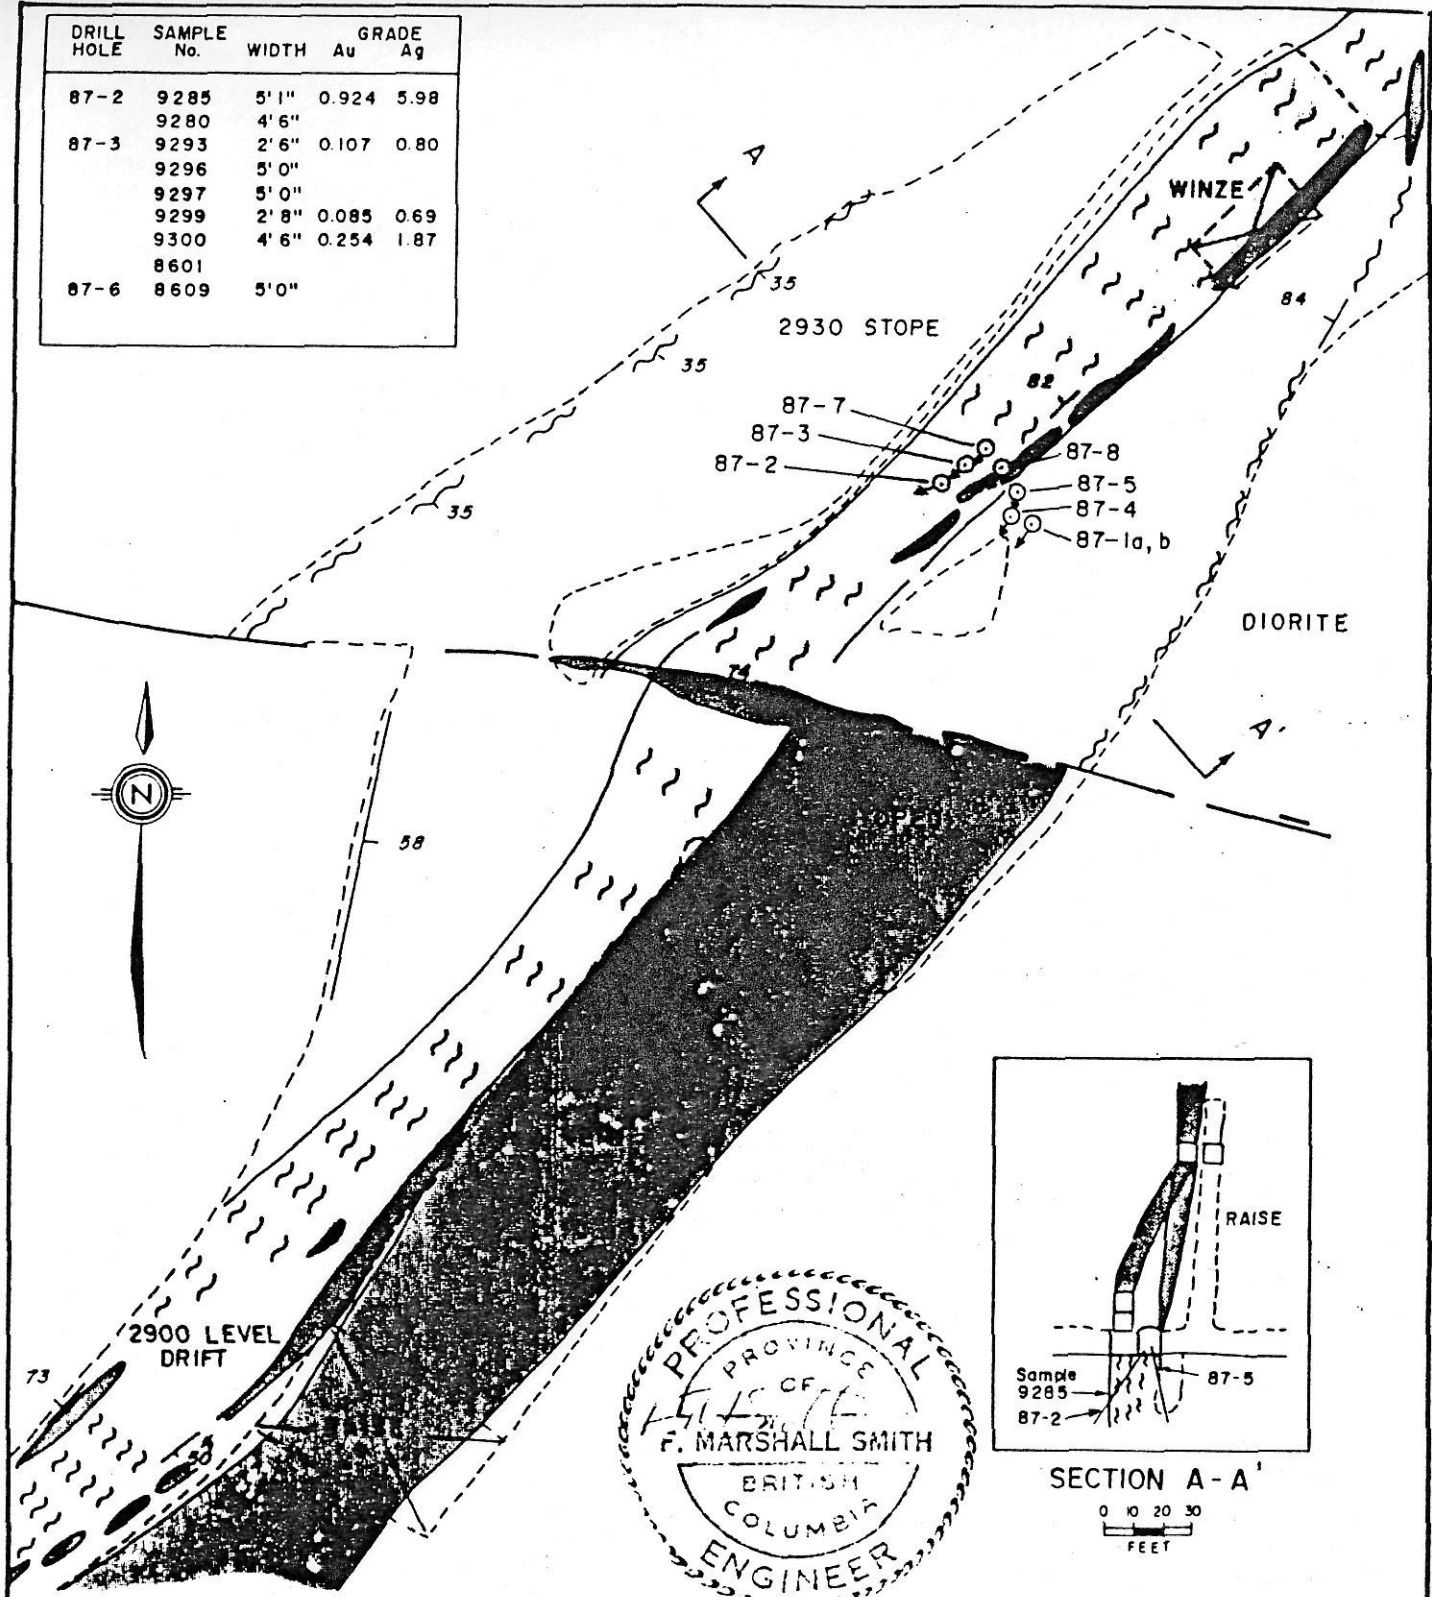 DRILL HOLE SAMPLE No. WIDTH GRADE Au Ag
87-2 9285 5'1" 0.924 5.98
9280 4'6"
87-3 9293 2'6" 0.107 0.80
9296 5'0"
9297 5'0"
9299 2'8" 0.085 0.69
9300 4'6" 0.254 1.87
8601
87-6 8609 5'0"
A
WINZE
35
84
2930 STOPE
35
82
87-7
87-3
87-8
87-2
87-5
35
87-4
87-1a, b
DIORITE
74
A'
N
58
RAISE
2900 LEVEL
DRIFT
73
Sample
9285
87-5
87-2
SECTION A-A'
0 10 20 30
FEET
PROFESSIONAL
PROVINCE
OF
F. MARSHALL SMITH
BRITISH
COLUMBIA
ENGINEER